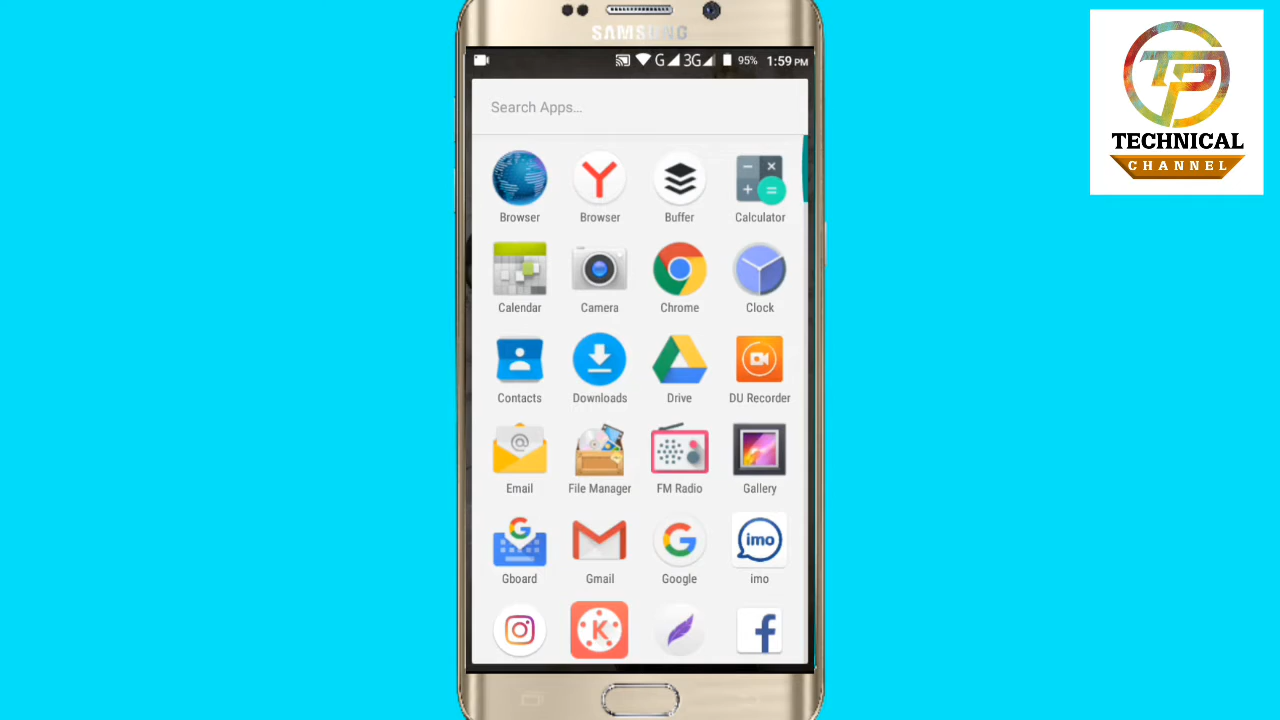 SAMSUNG
G 3G 95% 1:59 PM
Search Apps...
Browser Browser Buffer Calculator
Calendar Camera Chrome Clock
Contacts Downloads Drive DU Recorder
@
Email File Manager FM Radio Gallery
G imo
Gboard Gmail Google imo
K f
TP
TECHNICAL
CHANNEL